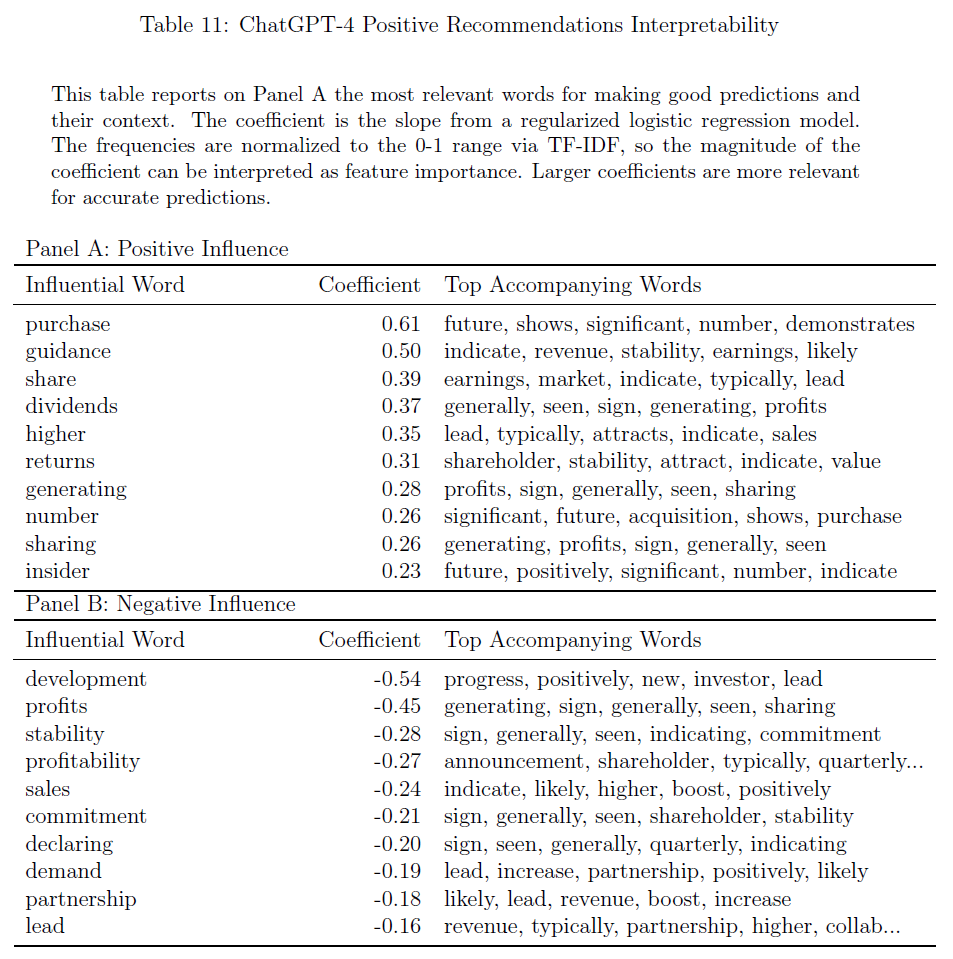 Table 11: ChatGPT-4 Positive Recommendations Interpretability
This table reports on Panel A the most relevant words for making good predictions and
their context. The coefficient is the slope from a regularized logistic regression model.
The frequencies are normalized to the 0-1 range via TF-IDF, so the magnitude of the
coefficient can be interpreted as feature importance. Larger coefficients are more relevant
for accurate predictions.
Panel A: Positive Influence
Influential Word Coefficient Top Accompanying Words
purchase 0.61 future, shows, significant, number, demonstrates
guidance 0.50 indicate, revenue, stability, earnings, likely
share 0.39 earnings, market, indicate, typically, lead
dividends 0.37 generally, seen, sign, generating, profits
higher 0.35 lead, typically, attracts, indicate, sales
returns 0.31 shareholder, stability, attract, indicate, value
generating 0.28 profits, sign, generally, seen, sharing
number 0.26 significant, future, acquisition, shows, purchase
sharing 0.26 generating, profits, sign, generally, seen
insider 0.23 future, positively, significant, number, indicate
Panel B: Negative Influence
Influential Word Coefficient Top Accompanying Words
development -0.54 progress, positively, new, investor, lead
profits -0.45 generating, sign, generally, seen, sharing
stability -0.28 sign, generally, seen, indicating, commitment
profitability -0.27 announcement, shareholder, typically, quarterly...
sales -0.24 indicate, likely, higher, boost, positively
commitment -0.21 sign, generally, seen, shareholder, stability
declaring -0.20 sign, seen, generally, quarterly, indicating
demand -0.19 lead, increase, partnership, positively, likely
partnership -0.18 likely, lead, revenue, boost, increase
lead -0.16 revenue, typically, partnership, higher, collab...